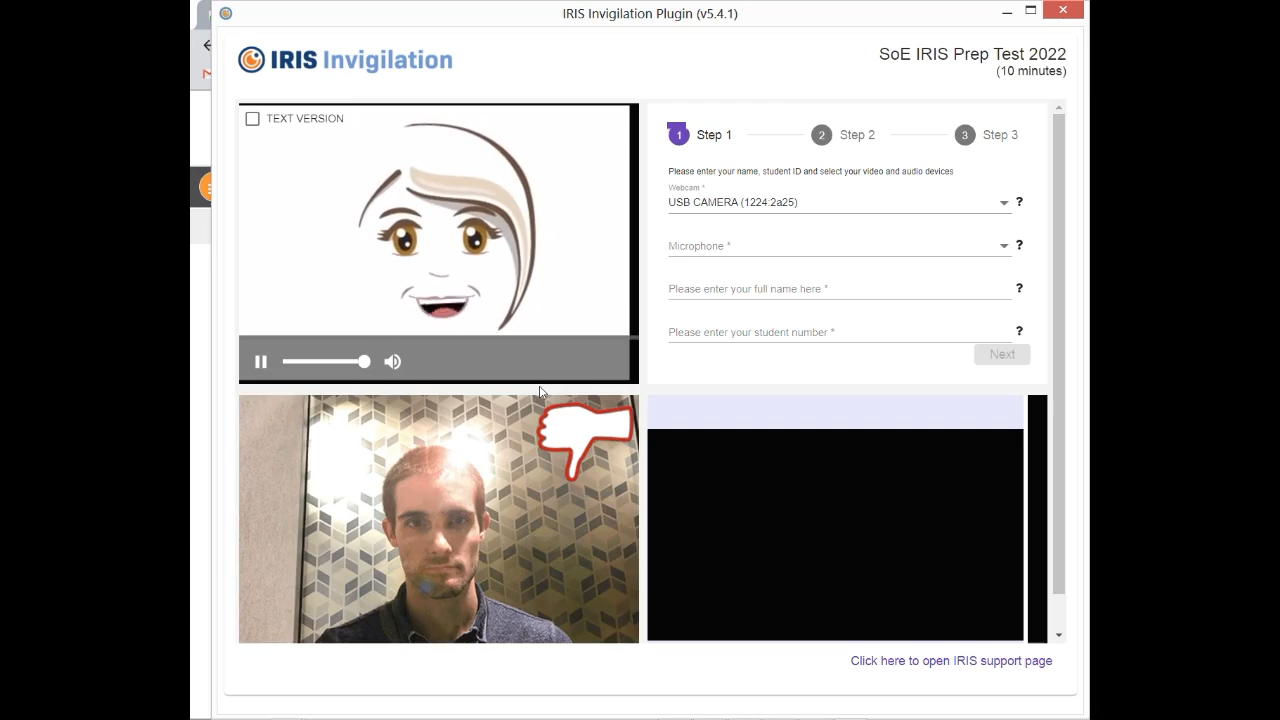 IRIS Invigilation Plugin (v5.4.1)
IRIS Invigilation
SoE IRIS Prep Test 2022
(10 minutes)
TEXT VERSION
1 Step 1
2 Step 2
3 Step 3
Please enter your name, student ID and select your video and audio devices
Webcam *
USB CAMERA (1224:2a25)
?
Microphone *
?
Please enter your full name here *
?
Please enter your student number *
?
Next
Click here to open IRIS support page